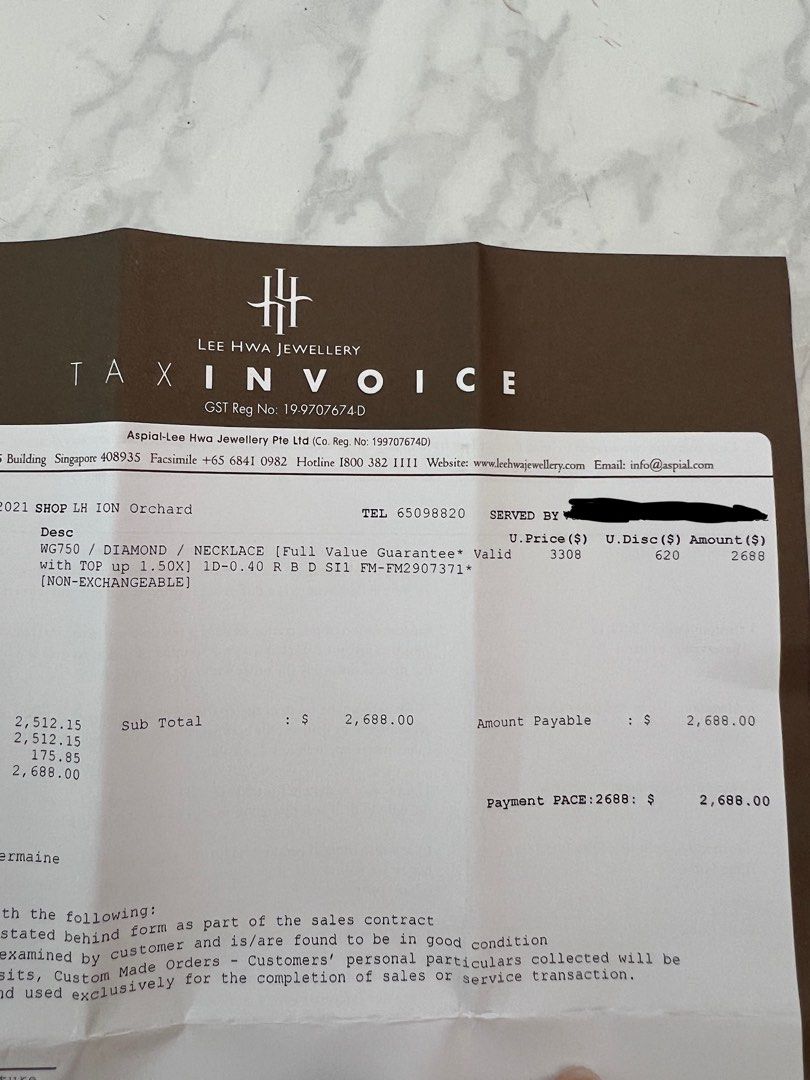 LEE HWA JEWELLERY
TAX INVOICE
GST Reg No: 19-9707674-D
Aspial-Lee Hwa Jewellery Pte Ltd (Co. Reg. No: 199707674D)
Building Singapore 408935 Facsimile +65 6841 0982 Hotline 1800 382 1111 Website: www.leehwajewellery.com Email: info@aspial.com
2021 SHOP LH ION Orchard TEL 65098820 SERVED BY
Desc U.Price($) U.Disc($) Amount($)
WG750 / DIAMOND / NECKLACE [Full Value Guarantee* Valid 3308 620 2688
with TOP up 1.50X] 1D-0.40 R B D SI1 FM-FM2907371*
[NON-EXCHANGEABLE]
2,512.15 Sub Total : $ 2,688.00 Amount Payable : $ 2,688.00
2,512.15
175.85
2,688.00
Payment PACE:2688: $ 2,688.00
ermaine
th the following:
stated behind form as part of the sales contract
examined by customer and is/are found to be in good condition
sits, Custom Made Orders - Customers' personal particulars collected will be
nd used exclusively for the completion of sales or service transaction.